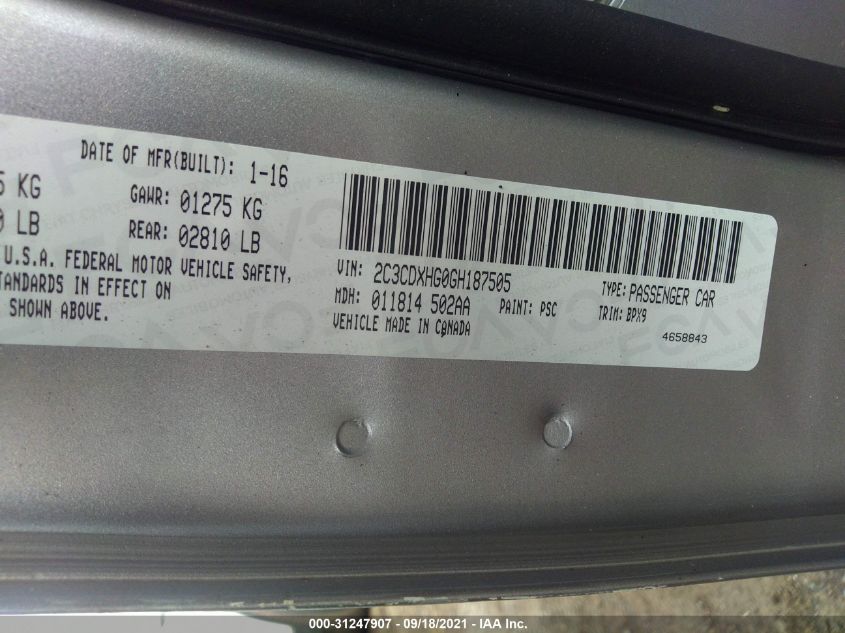 DATE OF MFR(BUILT): 1-16
5 KG GAWR: 01275 KG
0 LB REAR: 02810 LB
U.S.A. FEDERAL MOTOR VEHICLE SAFETY,
STANDARDS IN EFFECT ON
SHOWN ABOVE.
VIN: 2C3CDXHG0GH187505 TYPE: PASSENGER CAR
MDH: 011814 502AA PAINT: PSC TRIM: BPX9
VEHICLE MADE IN CANADA 4658843
000-31247907 - 09/18/2021 - IAA Inc.